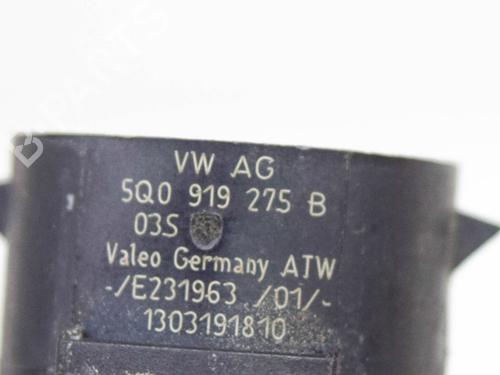 VW AG
5Q0 919 275 B
03S
Valeo Germany ATW
-/E231963 /01/-
1303191810